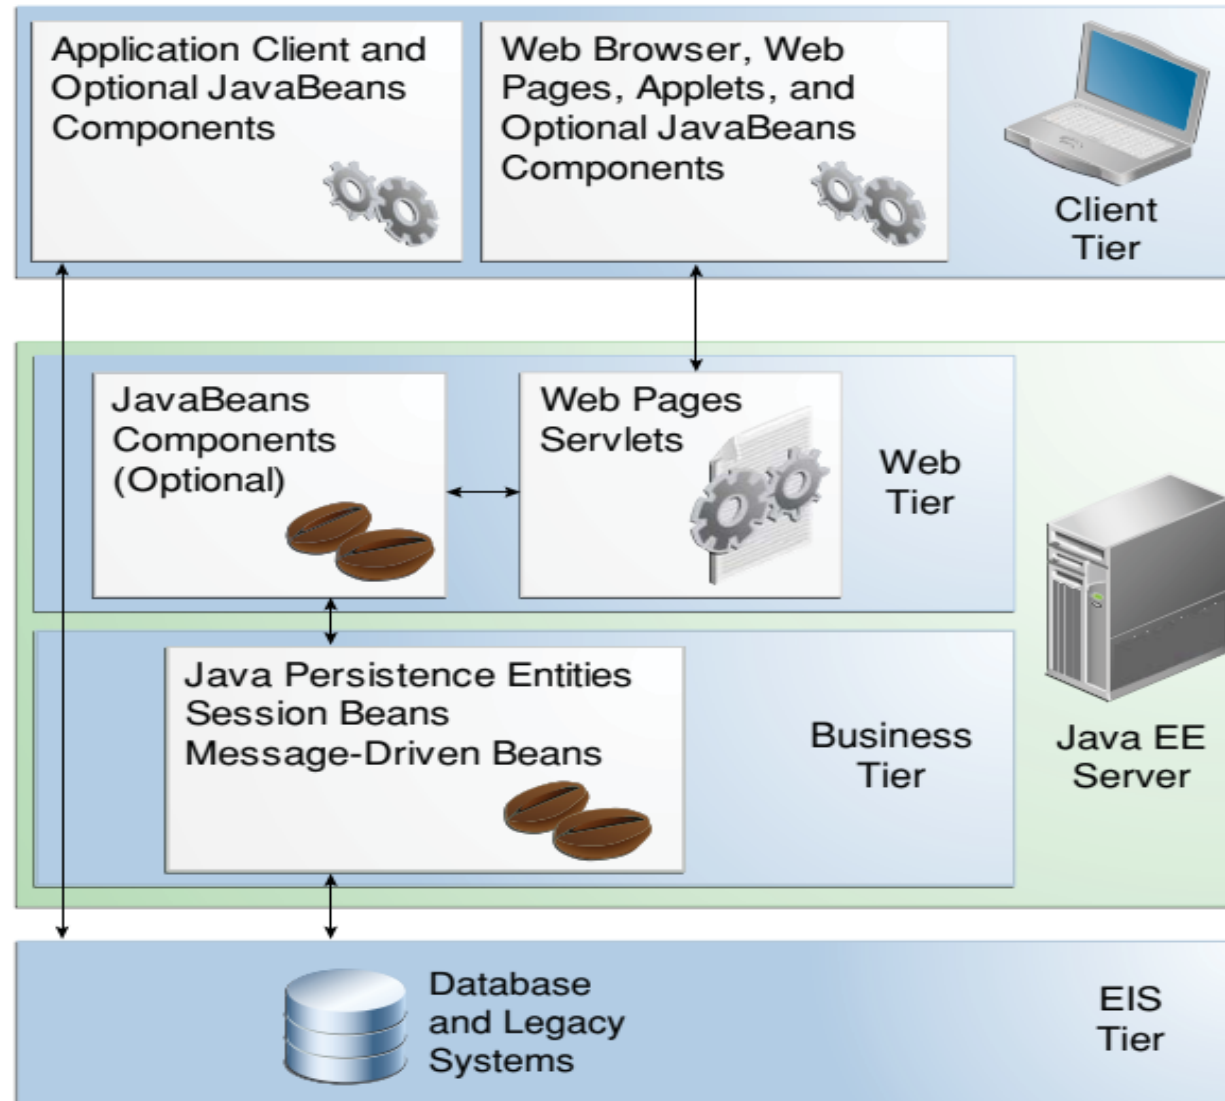 Application Client and
Optional JavaBeans
Components
Web Browser, Web
Pages, Applets, and
Optional JavaBeans
Components
Client
Tier
JavaBeans
Components
(Optional)
Web Pages
Servlets
Web
Tier
Java Persistence Entities
Session Beans
Message-Driven Beans
Business
Tier
Java EE
Server
Database
and Legacy
Systems
EIS
Tier